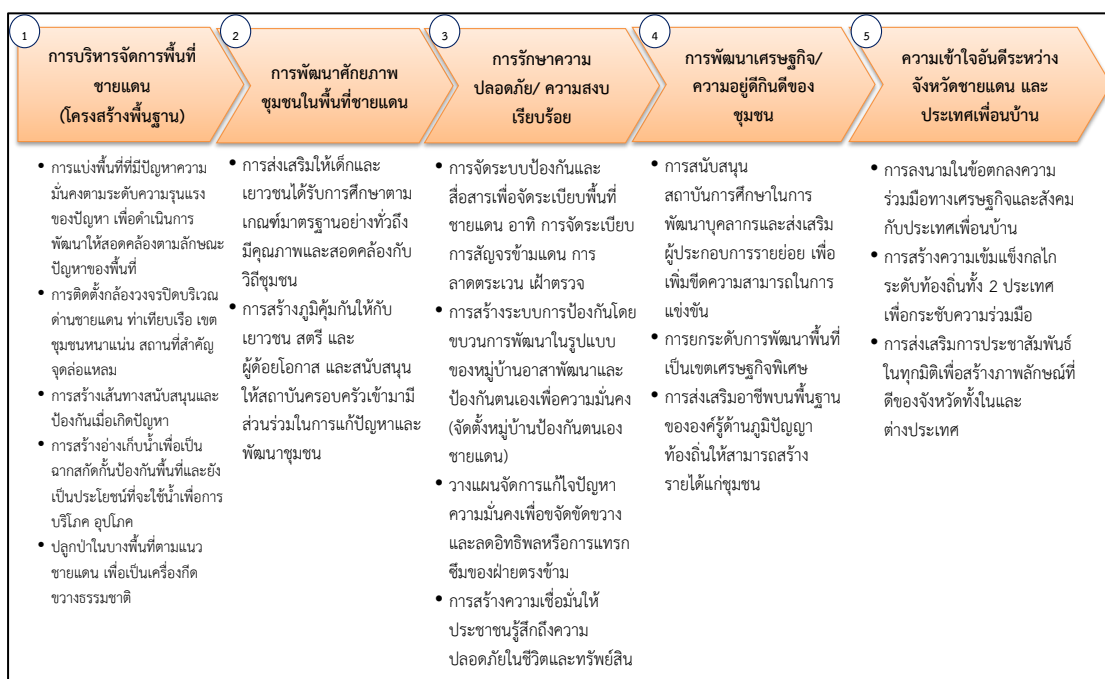 1
การบริหารจัดการพื้นที่
ชายแดน
(โครงสร้างพื้นฐาน)
• การแบ่งพื้นที่ที่มีปัญหาความ
มั่นคงตามระดับความรุนแรง
ของปัญหา เพื่อดำเนินการ
พัฒนาให้สอดคล้องตามลักษณะ
ปัญหาของพื้นที่
• การติดตั้งกล้องวงจรปิดบริเวณ
ด่านชายแดน ท่าเทียบเรือ เขต
ชุมชนหนาแน่น สถานที่สำคัญ
จุดล่อแหลม
• การสร้างเส้นทางสนับสนุนและ
ป้องกันเมื่อเกิดปัญหา
• การสร้างอ่างเก็บน้ำเพื่อเป็น
ฉากสกัดกั้นป้องกันพื้นที่และยัง
เป็นประโยชน์ที่จะใช้น้ำเพื่อการ
บริโภค อุปโภค
• ปลูกป่าในบางพื้นที่ตามแนว
ชายแดน เพื่อเป็นเครื่องกีด
ขวางธรรมชาติ
2
การพัฒนาศักยภาพ
ชุมชนในพื้นที่ชายแดน
• การส่งเสริมให้เด็กและ
เยาวชนได้รับการศึกษาตาม
เกณฑ์มาตรฐานอย่างทั่วถึง
มีคุณภาพและสอดคล้องกับ
วิถีชุมชน
• การสร้างภูมิคุ้มกันให้กับ
เยาวชน สตรี และ
ผู้ด้อยโอกาส และสนับสนุน
ให้สถาบันครอบครัวเข้ามามี
ส่วนร่วมในการแก้ปัญหาและ
พัฒนาชุมชน
3
การรักษาความ
ปลอดภัย/ ความสงบ
เรียบร้อย
• การจัดระบบป้องกันและ
สื่อสารเพื่อจัดระเบียบพื้นที่
ชายแดน อาทิ การจัดระเบียบ
การสัญจรข้ามแดน การ
ลาดตระเวน เฝ้าตรวจ
• การสร้างระบบการป้องกันโดย
ขบวนการพัฒนาในรูปแบบ
ของหมู่บ้านอาสาพัฒนาและ
ป้องกันตนเองเพื่อความมั่นคง
(จัดตั้งหมู่บ้านป้องกันตนเอง
ชายแดน)
• วางแผนจัดการแก้ไจปัญหา
ความมั่นคงเพื่อขจัดขัดขวาง
และลดอิทธิพลหรือการแทรก
ซึมของฝ่ายตรงข้าม
• การสร้างความเชื่อมั่นให้
ประชาชนรู้สึกถึงความ
ปลอดภัยในชีวิตและทรัพย์สิน
4
การพัฒนาเศรษฐกิจ/
ความอยู่ดีกินดีของ
ชุมชน
• การสนับสนุน
สถาบันการศึกษาในการ
พัฒนาบุคลากรและส่งเสริม
ผู้ประกอบการรายย่อย เพื่อ
เพิ่มขีดความสามารถในการ
แข่งขัน
• การยกระดับการพัฒนาพื้นที่
เป็นเขตเศรษฐกิจพิเศษ
• การส่งเสริมอาชีพบนพื้นฐาน
ขององค์รู้ด้านภูมิปัญญา
ท้องถิ่นให้สามารถสร้าง
รายได้แก่ชุมชน
5
ความเข้าใจอันดีระหว่าง
จังหวัดชายแดน และ
ประเทศเพื่อนบ้าน
• การลงนามในข้อตกลงความ
ร่วมมือทางเศรษฐกิจและสังคม
กับประเทศเพื่อนบ้าน
• การสร้างความเข้มแข็งกลไก
ระดับท้องถิ่นทั้ง 2 ประเทศ
เพื่อกระชับความร่วมมือ
• การส่งเสริมการประชาสัมพันธ์
ในทุกมิติเพื่อสร้างภาพลักษณ์ที่
ดีของจังหวัดทั้งในและ
ต่างประเทศ